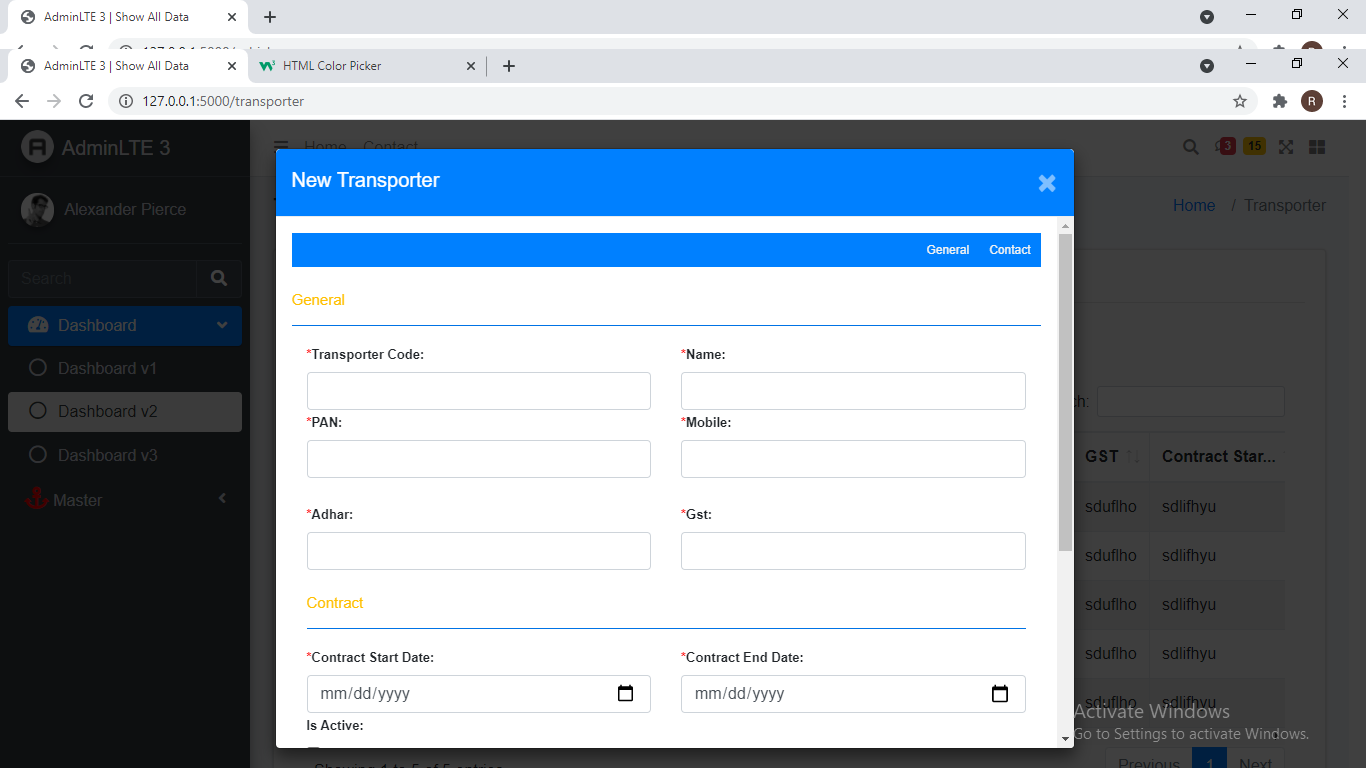 AdminLTE 3 | Show All Data
AdminLTE 3 | Show All Data
HTML Color Picker
127.0.0.1:5000/transporter
R
AdminLTE 3
Home Contact
3
15
Alexander Pierce
Home / Transporter
Search
Dashboard
Dashboard v1
Dashboard v2
Dashboard v3
Master
New Transporter
General Contact
General
*Transporter Code:
*Name:
*PAN:
*Mobile:
*Adhar:
*Gst:
Contract
*Contract Start Date:
*Contract End Date:
mm/dd/yyyy
mm/dd/yyyy
Is Active:
ch:
GST Contract Star...
sduflho sdlifhyu
sduflho sdlifhyu
sduflho sdlifhyu
sduflho sdlifhyu
sduflho sdlifhyu
Activate Windows
Go to Settings to activate Windows.
Showing 1 to 5 of 5 entries
Previous 1 Next